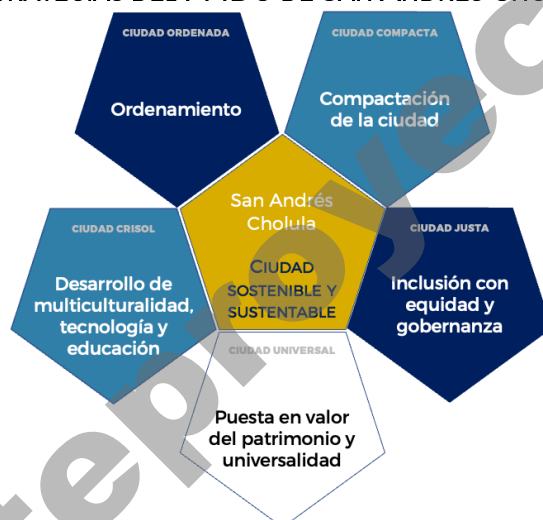 CIUDAD ORDENADA
Ordenamiento
CIUDAD COMPACTA
Compactación
de la ciudad
San Andrés
Cholula
CIUDAD
SOSTENIBLE Y
SUSTENTABLE
CIUDAD CRISOL
Desarrollo de
multiculturalidad,
tecnología y
educación
CIUDAD JUSTA
Inclusión con
equidad y
gobernanza
CIUDAD UNIVERSAL
Puesta en valor
del patrimonio y
universalidad